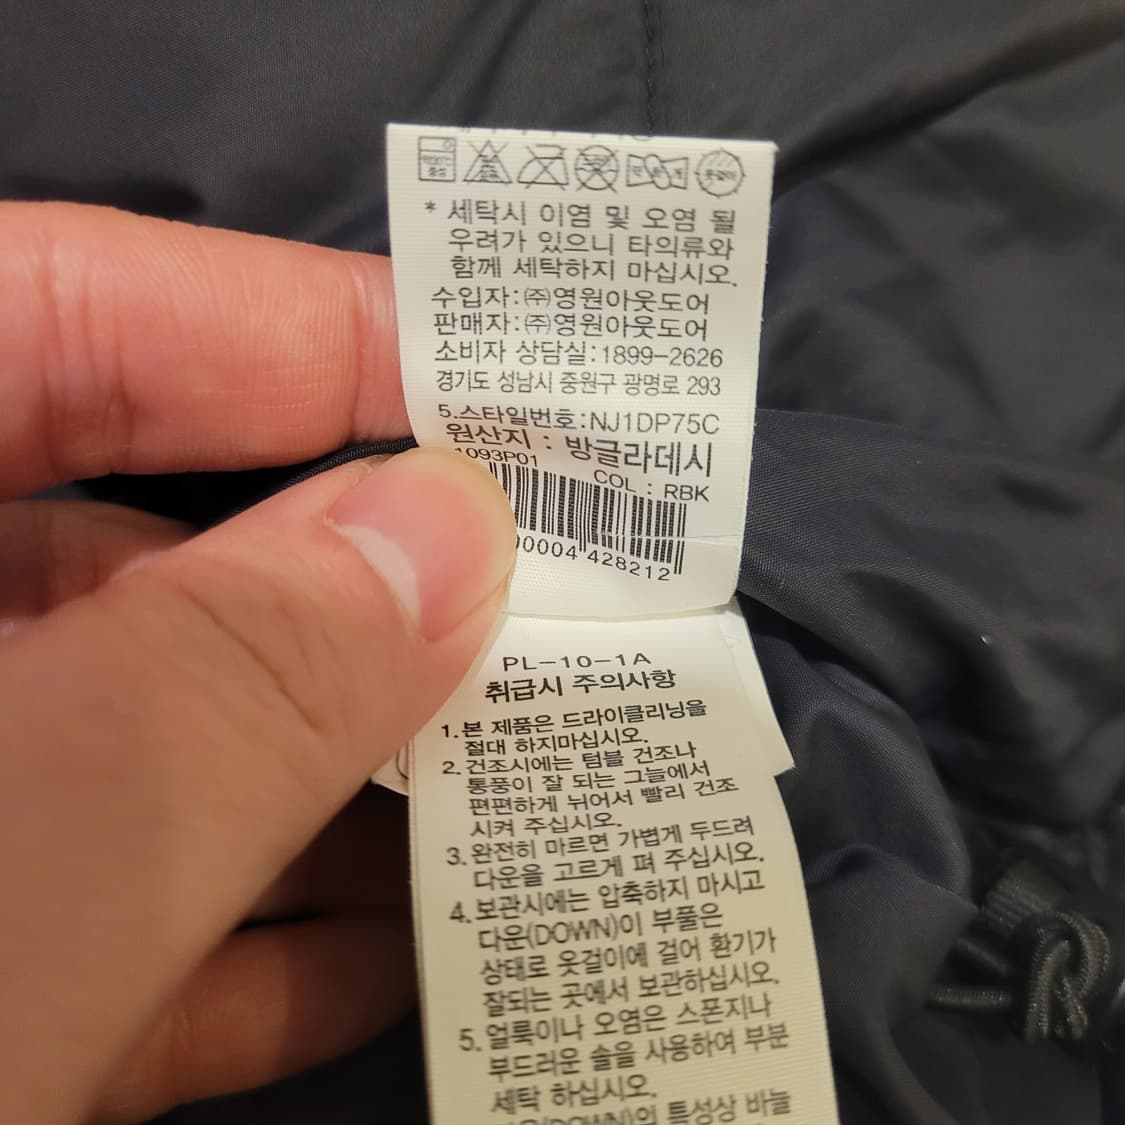 * 세탁시 이염 및 오염 될
우려가 있으니 타의류와
함께 세탁하지 마십시오.
수입자:㈜영원아웃도어
판매자:㈜영원아웃도어
소비자 상담실:1899-2626
경기도 성남시 중원구 광명로 293
5.스타일번호:NJ1DP75C
원산지 : 방글라데시
1093P01
COL : RBK
00004 428212
PL-10-1A
취급시 주의사항
1.본 제품은 드라이클리닝을
절대 하지마십시오.
2.건조시에는 텀블 건조나
통풍이 잘 되는 그늘에서
편편하게 뉘어서 빨리 건조
시켜 주십시오.
3.완전히 마르면 가볍게 두드려
다운을 고르게 펴 주십시오.
4.보관시에는 압축하지 마시고
다운(DOWN)이 부풀은
상태로 옷걸이에 걸어 환기가
잘되는 곳에서 보관하십시오.
5.얼룩이나 오염은 스폰지나
부드러운 솔을 사용하여 부분
세탁 하십시오.
(DOWN)의 특성상 바늘